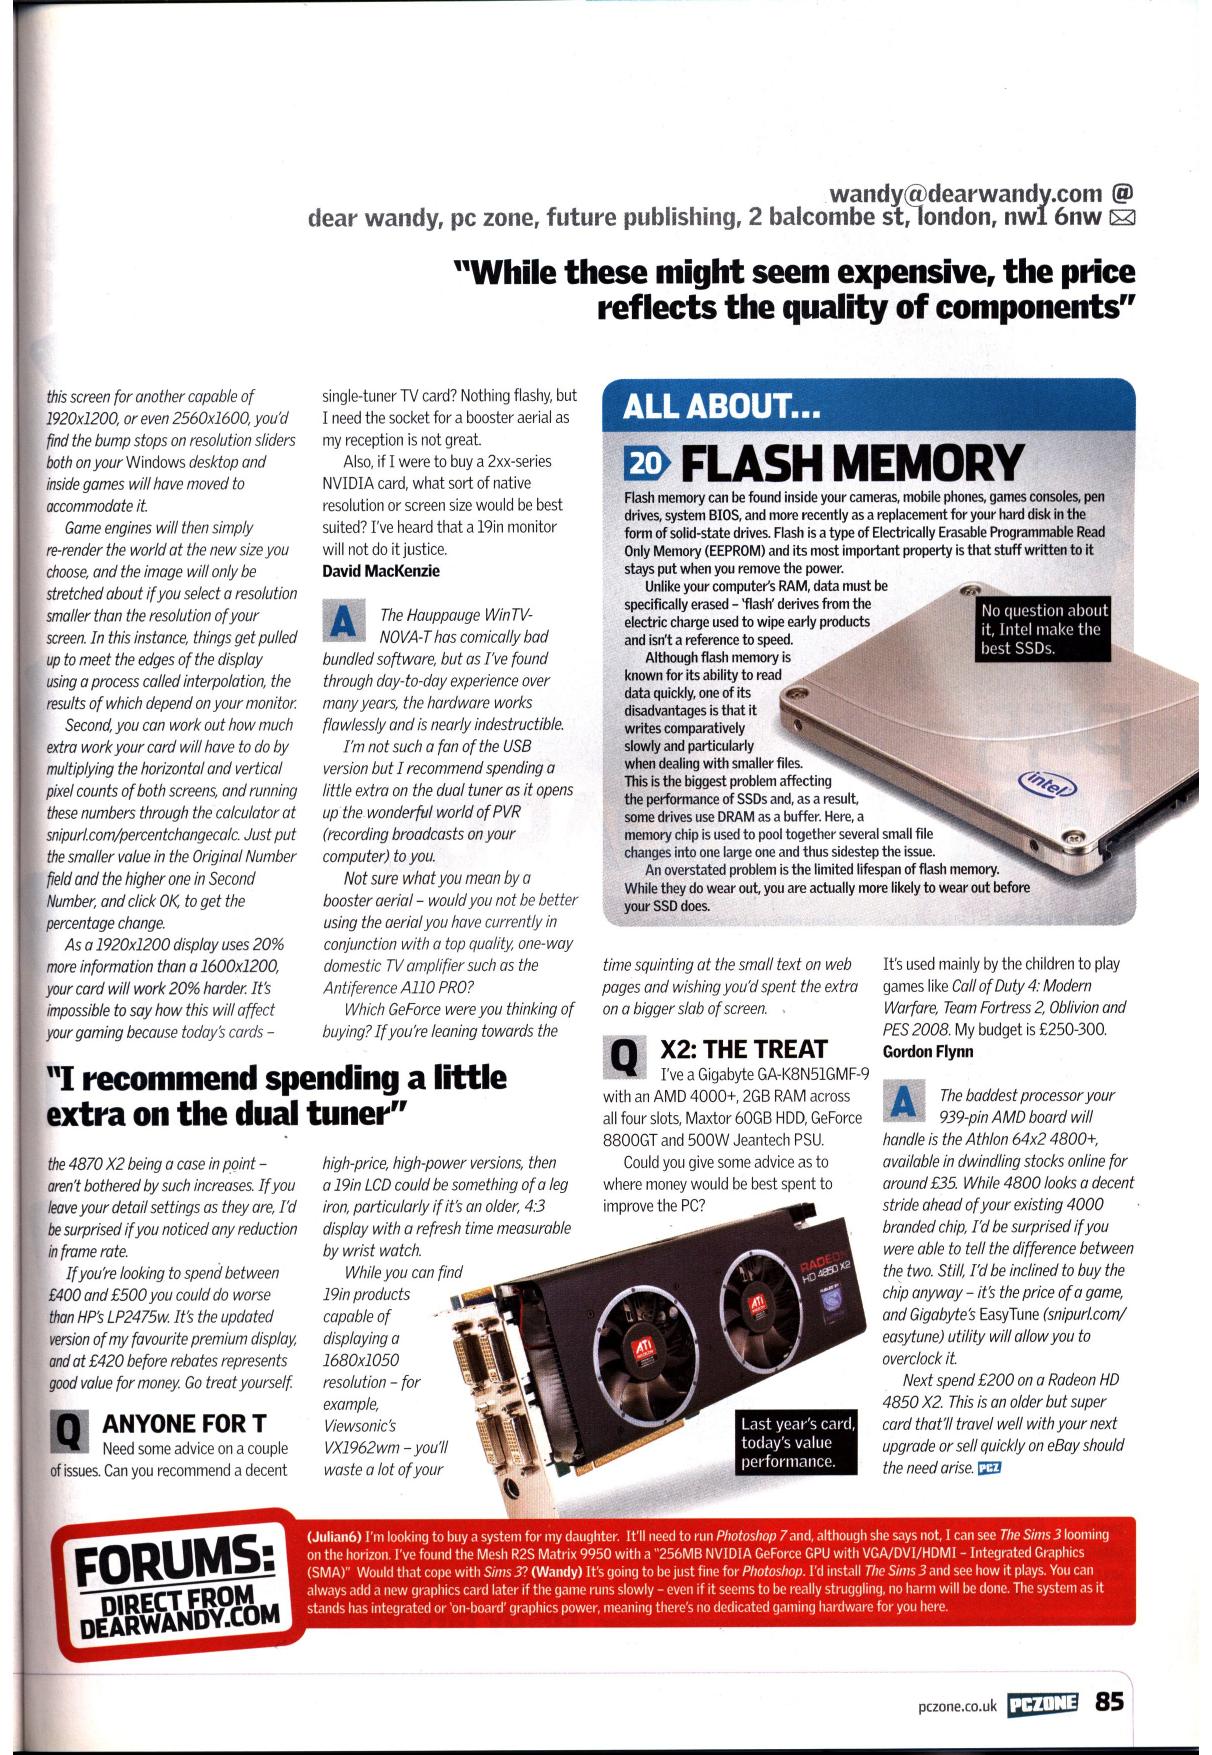 wandy@dearwandy.com @
dear wandy, pc zone, future publishing, 2 balcombe st, london, nw1 6nw
"While these might seem expensive, the price
reflects the quality of components"
this screen for another capable of
1920x1200, or even 2560x1600, you'd
find the bump stops on resolution sliders
both on your Windows desktop and
inside games will have moved to
accommodate it.
Game engines will then simply
re-render the world at the new size you
choose, and the image will only be
stretched about if you select a resolution
smaller than the resolution of your
screen. In this instance, things get pulled
up to meet the edges of the display
using a process called interpolation, the
results of which depend on your monitor.
Second, you can work out how much
extra work your card will have to do by
multiplying the horizontal and vertical
pixel counts of both screens, and running
these numbers through the calculator at
snipurl.com/percentchangecalc. Just put
the smaller value in the Original Number
field and the higher one in Second
Number, and click OK, to get the
percentage change.
As a 1920x1200 display uses 20%
more information than a 1600x1200,
your card will work 20% harder. It's
impossible to say how this will affect
your gaming because today's cards –
"I recommend spending a little
extra on the dual tuner"
the 4870 X2 being a case in point –
aren't bothered by such increases. If you
leave your detail settings as they are, I'd
be surprised if you noticed any reduction
in frame rate.
If you're looking to spend between
£400 and £500 you could do worse
than HP's LP2475w. It's the updated
version of my favourite premium display,
and at £420 before rebates represents
good value for money. Go treat yourself.
Q ANYONE FOR T
Need some advice on a couple
of issues. Can you recommend a decent
single-tuner TV card? Nothing flashy, but
I need the socket for a booster aerial as
my reception is not great.
Also, if I were to buy a 2xx-series
NVIDIA card, what sort of native
resolution or screen size would be best
suited? I've heard that a 19in monitor
will not do it justice.
David MacKenzie
A The Hauppauge WinTV-
NOVA-T has comically bad
bundled software, but as I've found
through day-to-day experience over
many years, the hardware works
flawlessly and is nearly indestructible.
I'm not such a fan of the USB
version but I recommend spending a
little extra on the dual tuner as it opens
up the wonderful world of PVR
(recording broadcasts on your
computer) to you.
Not sure what you mean by a
booster aerial – would you not be better
using the aerial you have currently in
conjunction with a top quality, one-way
domestic TV amplifier such as the
Antiference A110 PRO?
Which GeForce were you thinking of
buying? If you're leaning towards the
high-price, high-power versions, then
a 19in LCD could be something of a leg
iron, particularly if it's an older, 4:3
display with a refresh time measurable
by wrist watch.
While you can find
19in products
capable of
displaying a
1680x1050
resolution – for
example,
Viewsonic's
VX1962wm – you'll
waste a lot of your
time squinting at the small text on web
pages and wishing you'd spent the extra
on a bigger slab of screen.
ALL ABOUT...
20 FLASH MEMORY
Flash memory can be found inside your cameras, mobile phones, games consoles, pen
drives, system BIOS, and more recently as a replacement for your hard disk in the
form of solid-state drives. Flash is a type of Electrically Erasable Programmable Read
Only Memory (EEPROM) and its most important property is that stuff written to it
stays put when you remove the power.
Unlike your computer's RAM, data must be
specifically erased – 'flash' derives from the
electric charge used to wipe early products
and isn't a reference to speed.
Although flash memory is
known for its ability to read
data quickly, one of its
disadvantages is that it
writes comparatively
slowly and particularly
when dealing with smaller files.
This is the biggest problem affecting
the performance of SSDs and, as a result,
some drives use DRAM as a buffer. Here, a
memory chip is used to pool together several small file
changes into one large one and thus sidestep the issue.
An overstated problem is the limited lifespan of flash memory.
While they do wear out, you are actually more likely to wear out before
your SSD does.
No question about
it, Intel make the
best SSDs.
intel
Q X2: THE TREAT
I've a Gigabyte GA-K8N51GMF-9
with an AMD 4000+, 2GB RAM across
all four slots, Maxtor 60GB HDD, GeForce
8800GT and 500W Jeantech PSU.
Could you give some advice as to
where money would be best spent to
improve the PC?
RADEON
HD 4850 X2
ATI
RADEON
ATI
RADEON
Last year's card,
today's value
performance.
It's used mainly by the children to play
games like Call of Duty 4: Modern
Warfare, Team Fortress 2, Oblivion and
PES 2008. My budget is £250-300.
Gordon Flynn
A The baddest processor your
939-pin AMD board will
handle is the Athlon 64x2 4800+,
available in dwindling stocks online for
around £35. While 4800 looks a decent
stride ahead of your existing 4000
branded chip, I'd be surprised if you
were able to tell the difference between
the two. Still, I'd be inclined to buy the
chip anyway – it's the price of a game,
and Gigabyte's EasyTune (snipurl.com/
easytune) utility will allow you to
overclock it.
Next spend £200 on a Radeon HD
4850 X2. This is an older but super
card that'll travel well with your next
upgrade or sell quickly on eBay should
the need arise. PCZ
FORUMS:
DIRECT FROM
DEARWANDY.COM
(Julian6) I'm looking to buy a system for my daughter. It'll need to run Photoshop 7 and, although she says not, I can see The Sims 3 looming
on the horizon. I've found the Mesh R2S Matrix 9950 with a "256MB NVIDIA GeForce GPU with VGA/DVI/HDMI – Integrated Graphics
(SMA)" Would that cope with Sims 3? (Wandy) It's going to be just fine for Photoshop. I'd install The Sims 3 and see how it plays. You can
always add a new graphics card later if the game runs slowly – even if it seems to be really struggling, no harm will be done. The system as it
stands has integrated or 'on-board' graphics power, meaning there's no dedicated gaming hardware for you here.
pczone.co.uk PCZONE 85